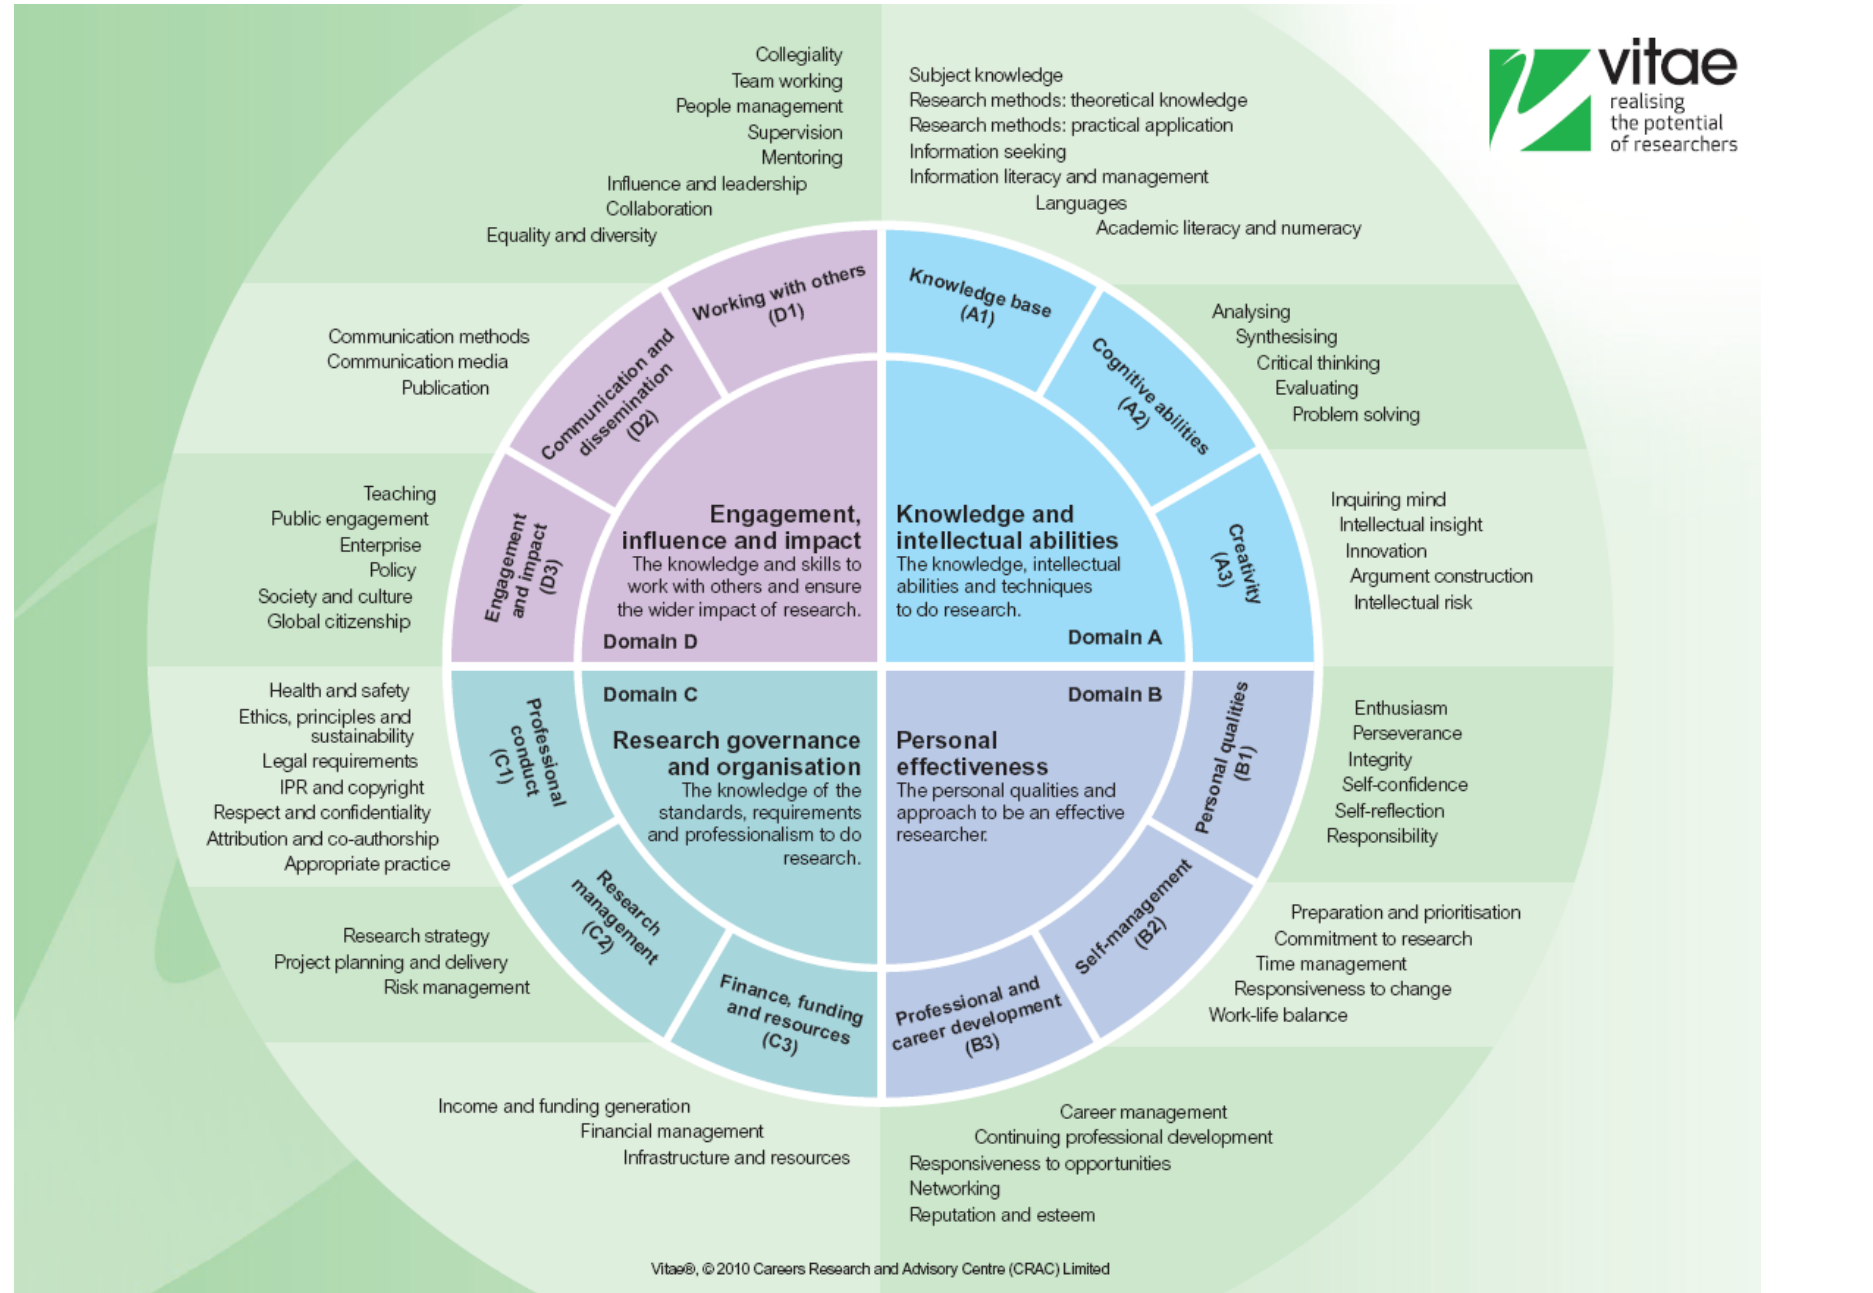 vitae
realising
the potential
of researchers
Collegiality
Team working
People management
Supervision
Mentoring
Influence and leadership
Collaboration
Equality and diversity
Subject knowledge
Research methods: theoretical knowledge
Research methods: practical application
Information seeking
Information literacy and management
Languages
Academic literacy and numeracy
Working with others
(D1)
Knowledge base
(A1)
Communication methods
Communication media
Publication
Communication and
dissemination
(D2)
Cognitive abilities
(A2)
Analysing
Synthesising
Critical thinking
Evaluating
Problem solving
Teaching
Public engagement
Enterprise
Policy
Society and culture
Global citizenship
Engagement
and impact
(D3)
Engagement,
influence and impact
The knowledge and skills to
work with others and ensure
the wider impact of research.
Domain D
Knowledge and
intellectual abilities
The knowledge, intellectual
abilities and techniques
to do research.
Domain A
Creativity
(A3)
Inquiring mind
Intellectual insight
Innovation
Argument construction
Intellectual risk
Health and safety
Ethics, principles and
sustainability
Legal requirements
IPR and copyright
Respect and confidentiality
Attribution and co-authorship
Appropriate practice
Professional
conduct
(C1)
Domain C
Research governance
and organisation
The knowledge of the
standards, requirements
and professionalism to do
research.
Domain B
Personal
effectiveness
The personal qualities and
approach to be an effective
researcher.
Personal qualities
(B1)
Enthusiasm
Perseverance
Integrity
Self-confidence
Self-reflection
Responsibility
Research strategy
Project planning and delivery
Risk management
Research
management
(C2)
Self-management
(B2)
Preparation and prioritisation
Commitment to research
Time management
Responsiveness to change
Work-life balance
Finance, funding
and resources
(C3)
Professional and
career development
(B3)
Income and funding generation
Financial management
Infrastructure and resources
Career management
Continuing professional development
Responsiveness to opportunities
Networking
Reputation and esteem
Vitae®, © 2010 Careers Research and Advisory Centre (CRAC) Limited